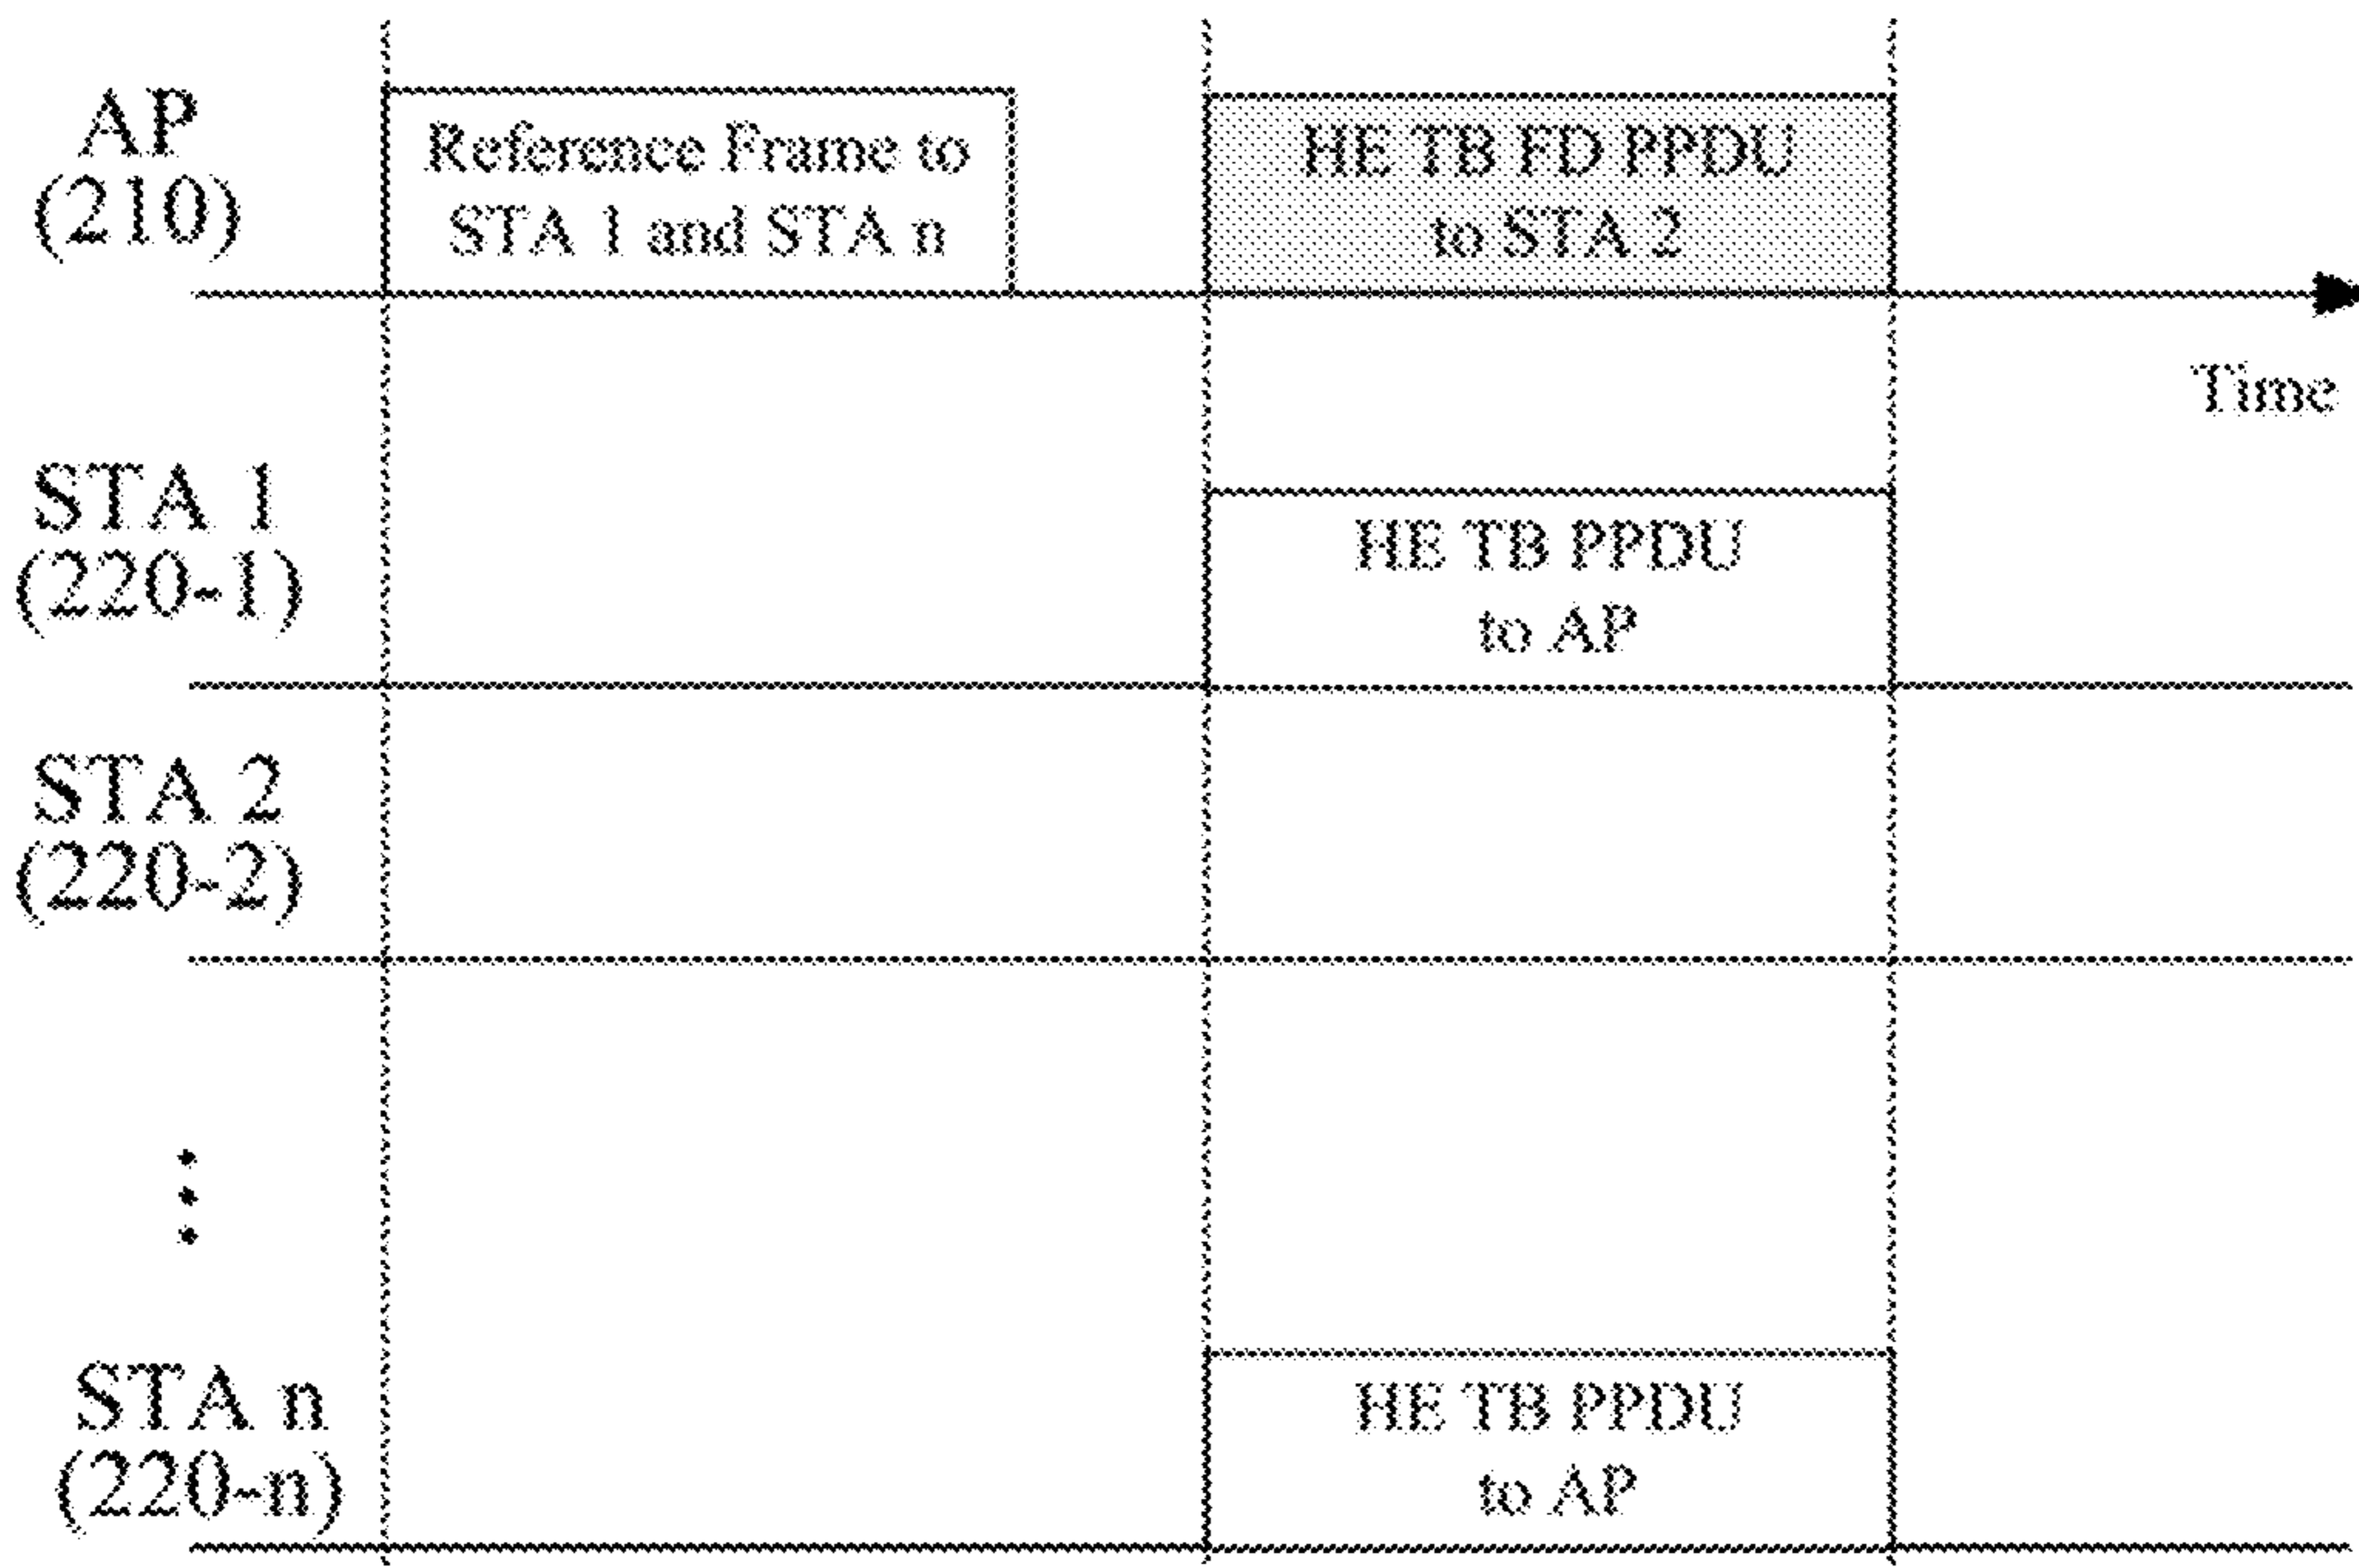 AP
(210)
Reference Frame to
STA 1 and STA n
HE TB FD PPDU
to STA 2
Time
STA 1
(220-1)
HE TB PPDU
to AP
STA 2
(220-2)
STA n
(220-n)
HE TB PPDU
to AP